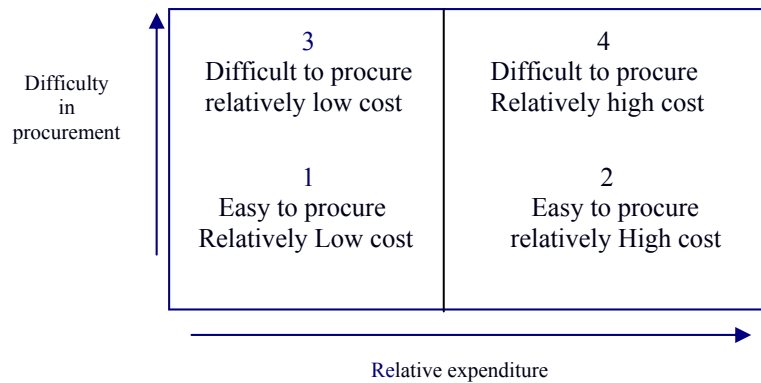 3
Difficult to procure
relatively low cost
4
Difficult to procure
Relatively high cost
Difficulty
in
procurement
1
Easy to procure
Relatively Low cost
2
Easy to procure
relatively High cost
Relative expenditure